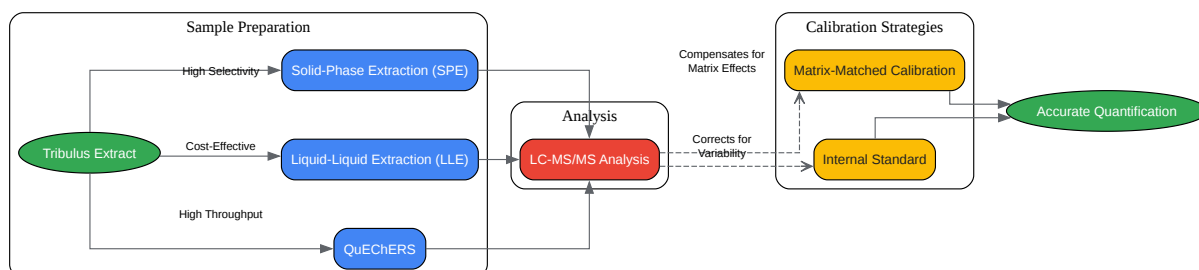 Sample Preparation
High Selectivity
Solid-Phase Extraction (SPE)
Tribulus Extract
Cost-Effective
Liquid-Liquid Extraction (LLE)
High Throughput
QuEChERS
Analysis
LC-MS/MS Analysis
Compensates for
Matrix Effects
Corrects for
Variability
Calibration Strategies
Matrix-Matched Calibration
Internal Standard
Accurate Quantification